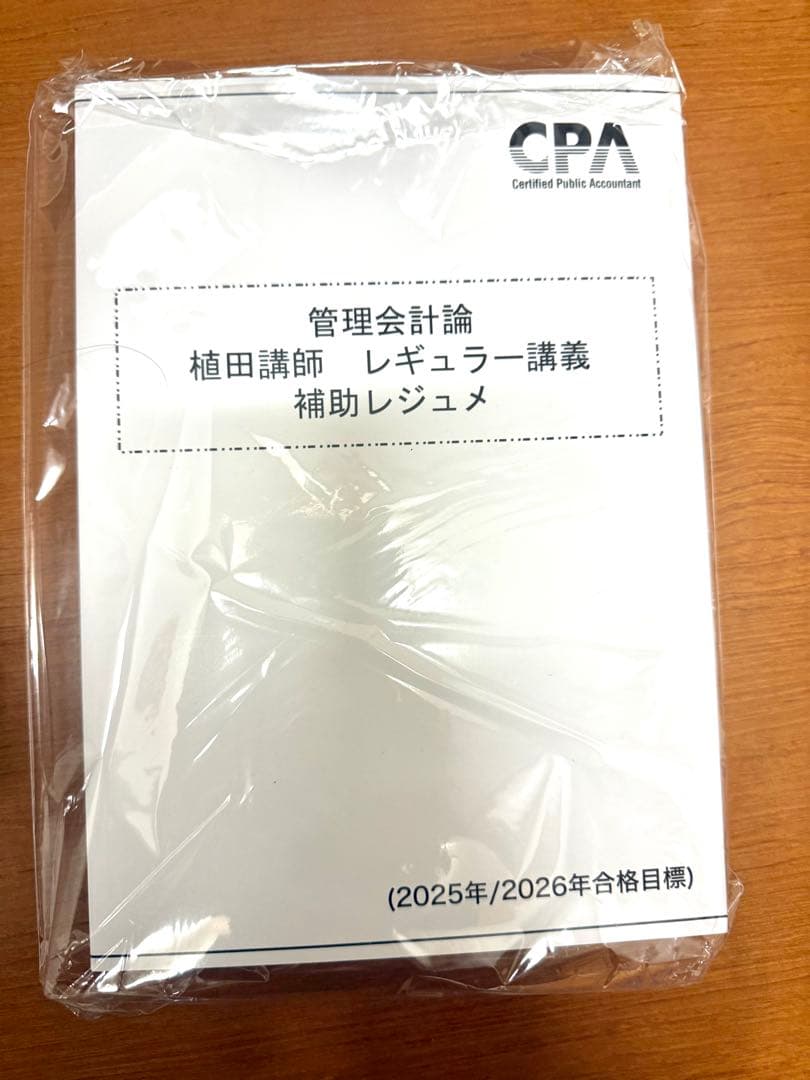 CPA
Certified Public Accountant
管理会計論
植田講師　レギュラー講義
補助レジュメ
(2025年/2026年合格目標)